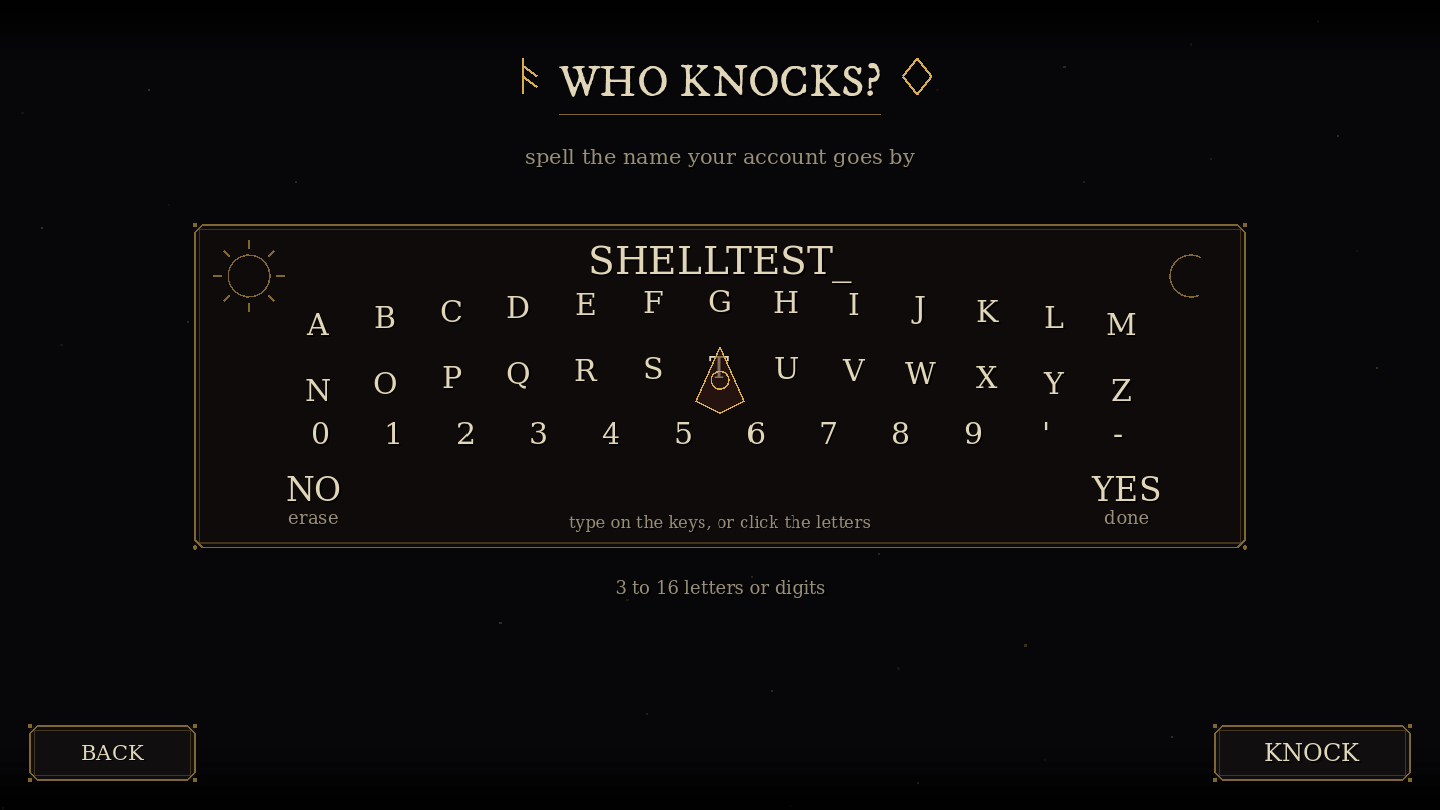 WHO KNOCKS?
spell the name your account goes by
SHELLTEST_
A B C D E F G H I J K L M
N O P Q R S T U V W X Y Z
0 1 2 3 4 5 6 7 8 9 ' -
NO YES
erase type on the keys, or click the letters done
3 to 16 letters or digits
BACK KNOCK